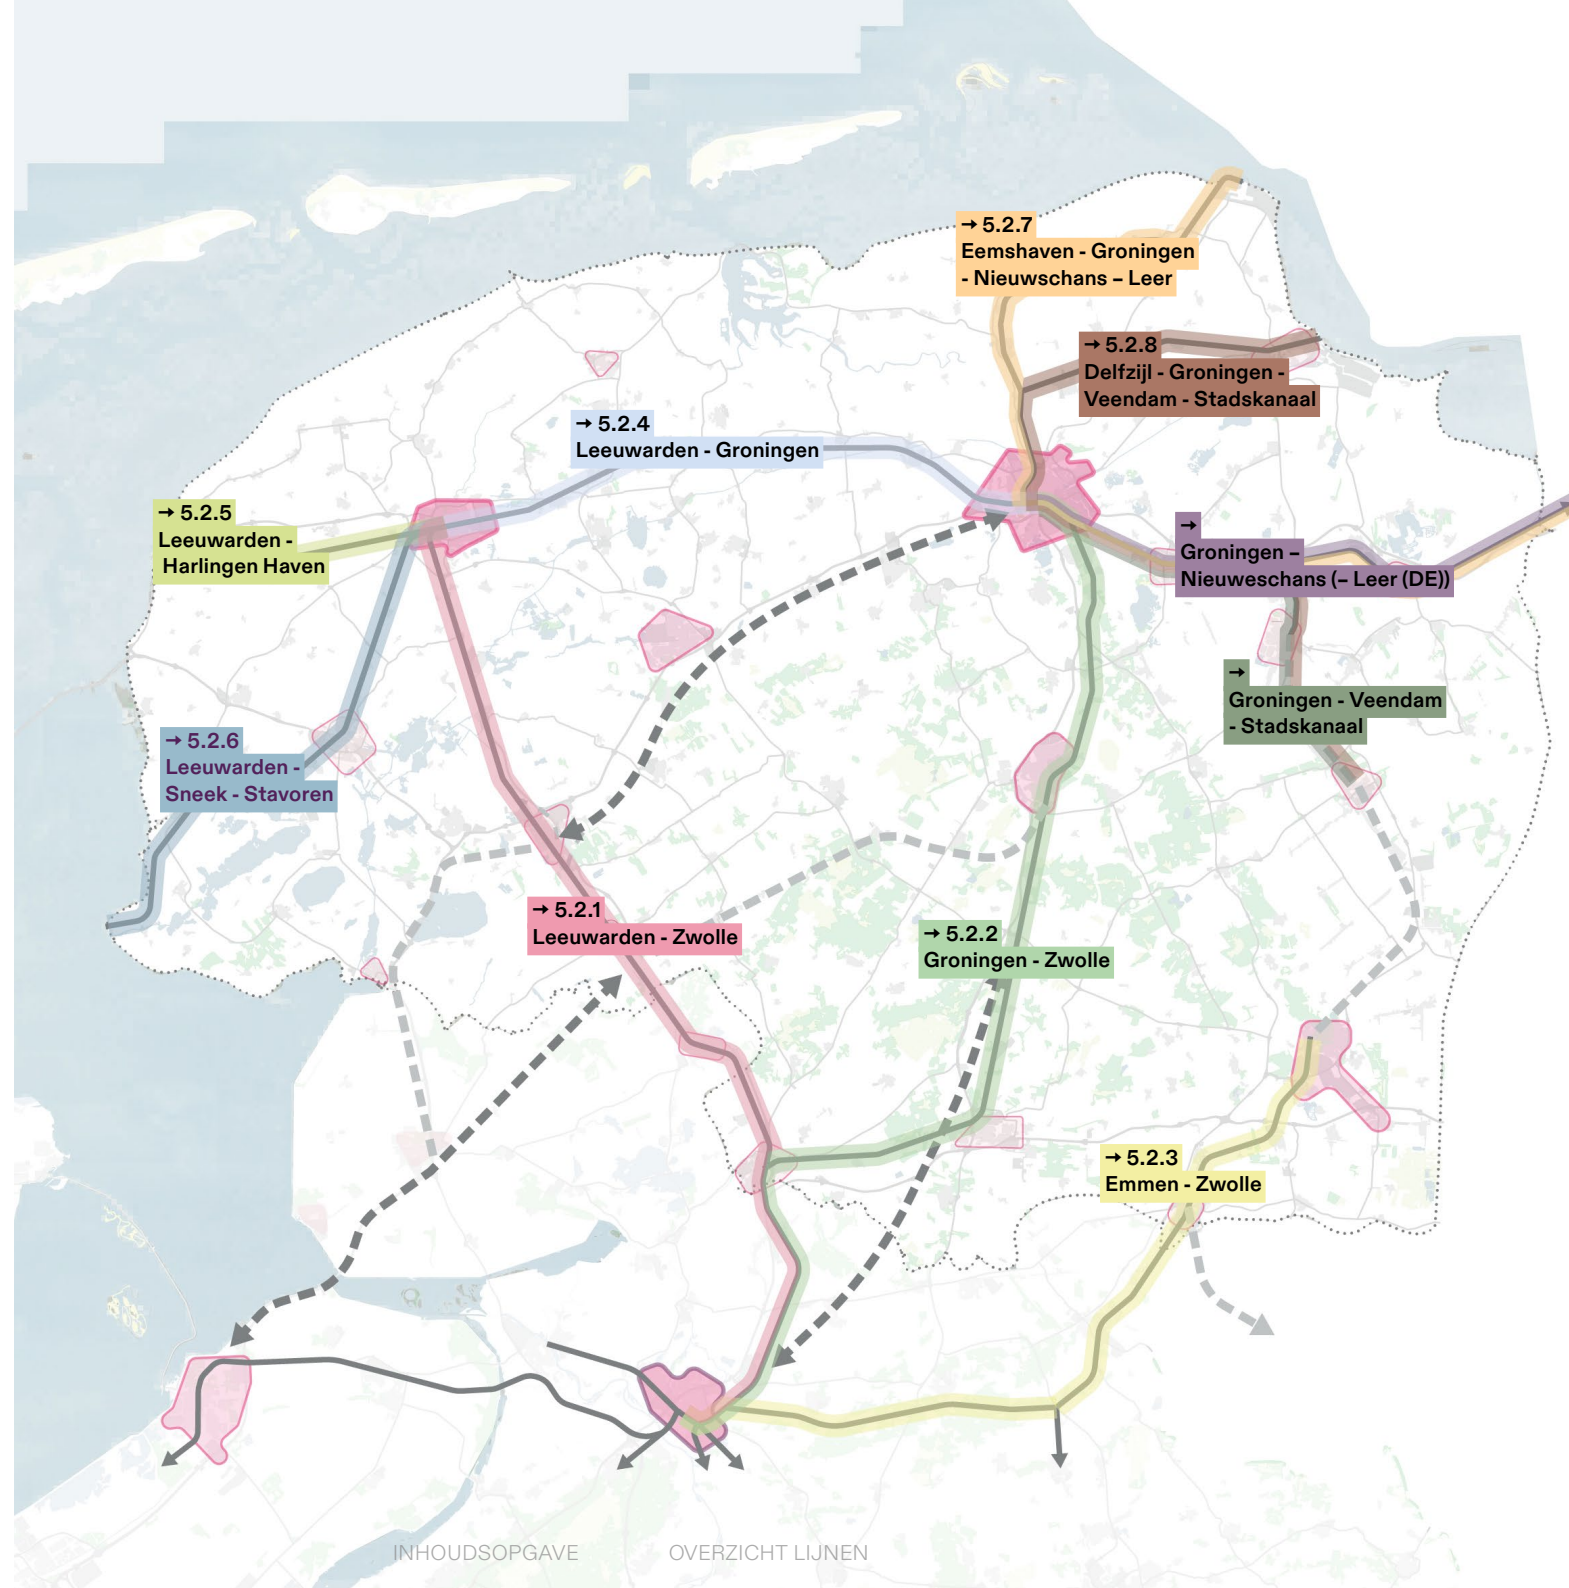 → 5.2.7
Eemshaven - Groningen
- Nieuwschans – Leer
→ 5.2.8
Delfzijl - Groningen -
Veendam - Stadskanaal
→ 5.2.4
Leeuwarden - Groningen
→ 5.2.5
Leeuwarden -
Harlingen Haven
→
Groningen –
Nieuweschans (– Leer (DE))
→
Groningen - Veendam
- Stadskanaal
→ 5.2.6
Leeuwarden -
Sneek - Stavoren
→ 5.2.1
Leeuwarden - Zwolle
→ 5.2.2
Groningen - Zwolle
→ 5.2.3
Emmen - Zwolle
INHOUDSOPGAVE
OVERZICHT LIJNEN